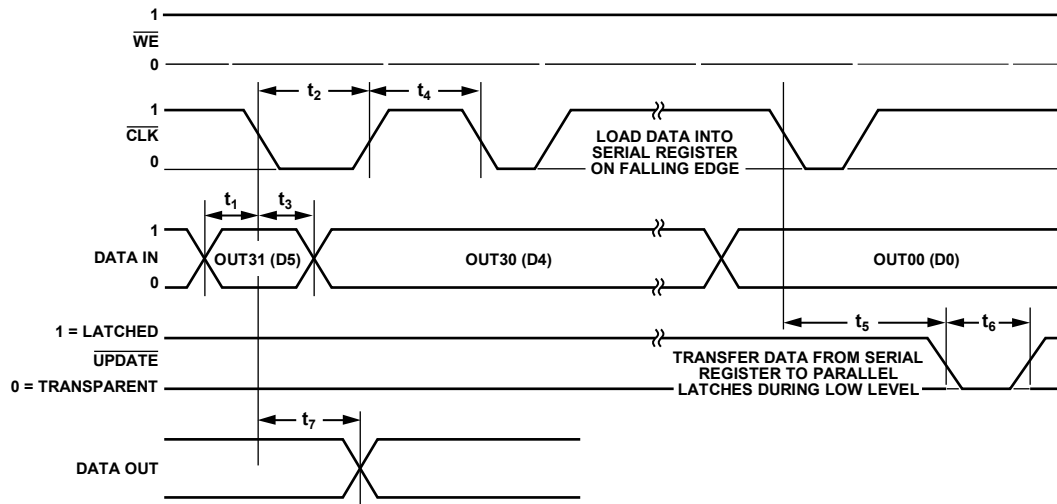 1
WE
0
t2
t4
1
CLK
0
LOAD DATA INTO
SERIAL REGISTER
ON FALLING EDGE
t1
t3
1
DATA IN
0
OUT31 (D5)
OUT30 (D4)
OUT00 (D0)
t5
t6
1 = LATCHED
UPDATE
0 = TRANSPARENT
TRANSFER DATA FROM SERIAL
REGISTER TO PARALLEL
LATCHES DURING LOW LEVEL
t7
DATA OUT